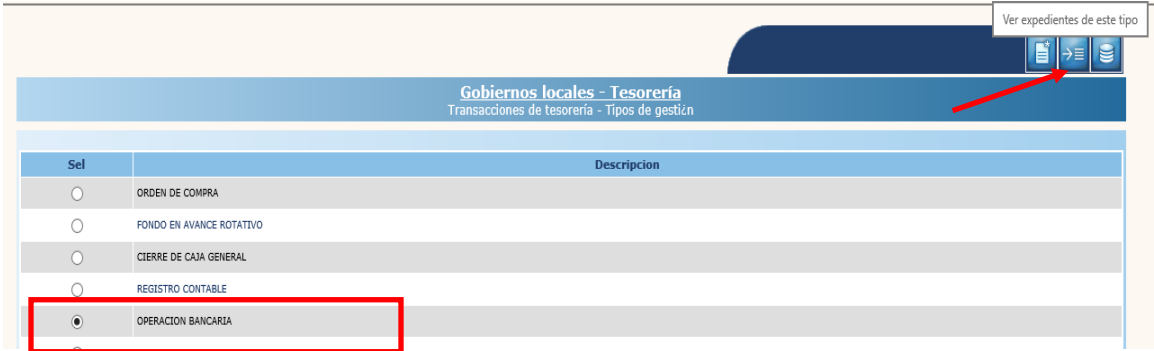 Ver expedientes de este tipo
Gobiernos locales - Tesorería
Transacciones de tesorería - Tipos de gesti¿n
Sel Descripcion
ORDEN DE COMPRA
FONDO EN AVANCE ROTATIVO
CIERRE DE CAJA GENERAL
REGISTRO CONTABLE
OPERACION BANCARIA